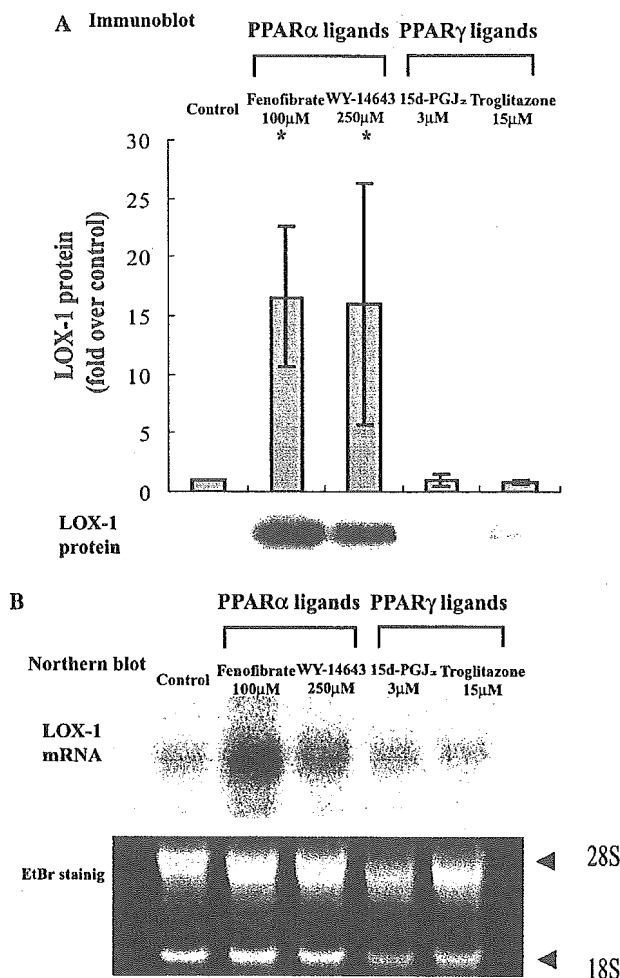 A Immunoblot
PPARα ligands PPARγ ligands
Control Fenofibrate WY-14643 15d-PGJ₂ Troglitazone
100μM 250μM 3μM 15μM
* *
LOX-1 protein
(fold over control)
30
25
20
15
10
5
0
LOX-1
protein
B
PPARα ligands PPARγ ligands
Northern blot
Control Fenofibrate WY-14643 15d-PGJ₂ Troglitazone
100μM 250μM 3μM 15μM
LOX-1
mRNA
EtBr stainig
28S
18S